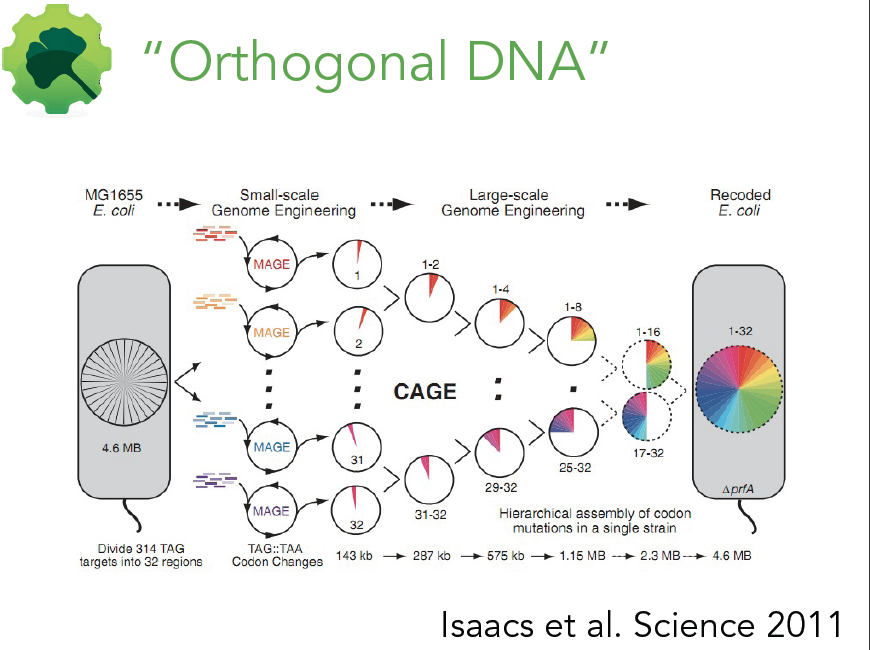 “Orthogonal DNA”
MG1655
E. coli
Small-scale
Genome Engineering
Large-scale
Genome Engineering
Recoded
E. coli
MAGE
1
1-2
MAGE
2
1-4
1-8
1-16
1-32
CAGE
4.6 MB
MAGE
31
MAGE
32
31-32
29-32
25-32
17-32
ΔprfA
Hierarchical assembly of codon
mutations in a single strain
Divide 314 TAG
targets into 32 regions
TAG::TAA
Codon Changes
143 kb 287 kb 575 kb 1.15 MB 2.3 MB 4.6 MB
Isaacs et al. Science 2011